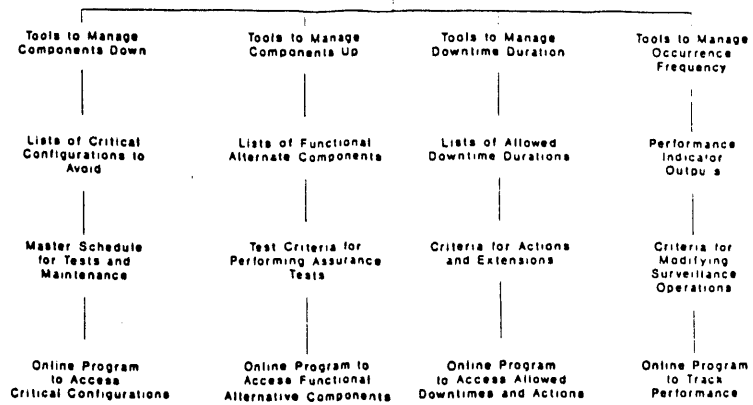 Tools to Manage
Components Down
Tools to Manage
Components Up
Tools to Manage
Downtime Duration
Tools to Manage
Occurrence
Frequency
Lists of Critical
Configurations to
Avoid
Lists of Functional
Alternate Components
Lists of Allowed
Downtime Durations
Performance
Indicator
Outpu s
Master Schedule
for Tests and
Maintenance
Test Criteria for
Performing Assurance
Tests
Criteria for Actions
and Extensions
Criteria for
Modifying
Surveillance
Operations
Online Program
to Access
Critical Configurations
Online Program to
Access Functional
Alternative Components
Online Program
to Access Allowed
Downtimes and Actions
Online Program
to Track
Performance